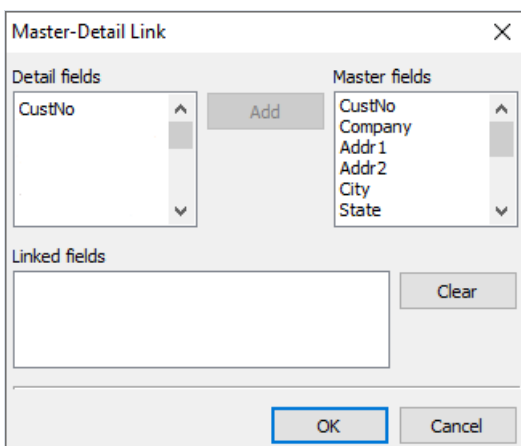 Master-Detail Link
Detail fields
Master fields
CustNo
Add
CustNo
Company
Addr1
Addr2
City
State
Linked fields
Clear
OK
Cancel